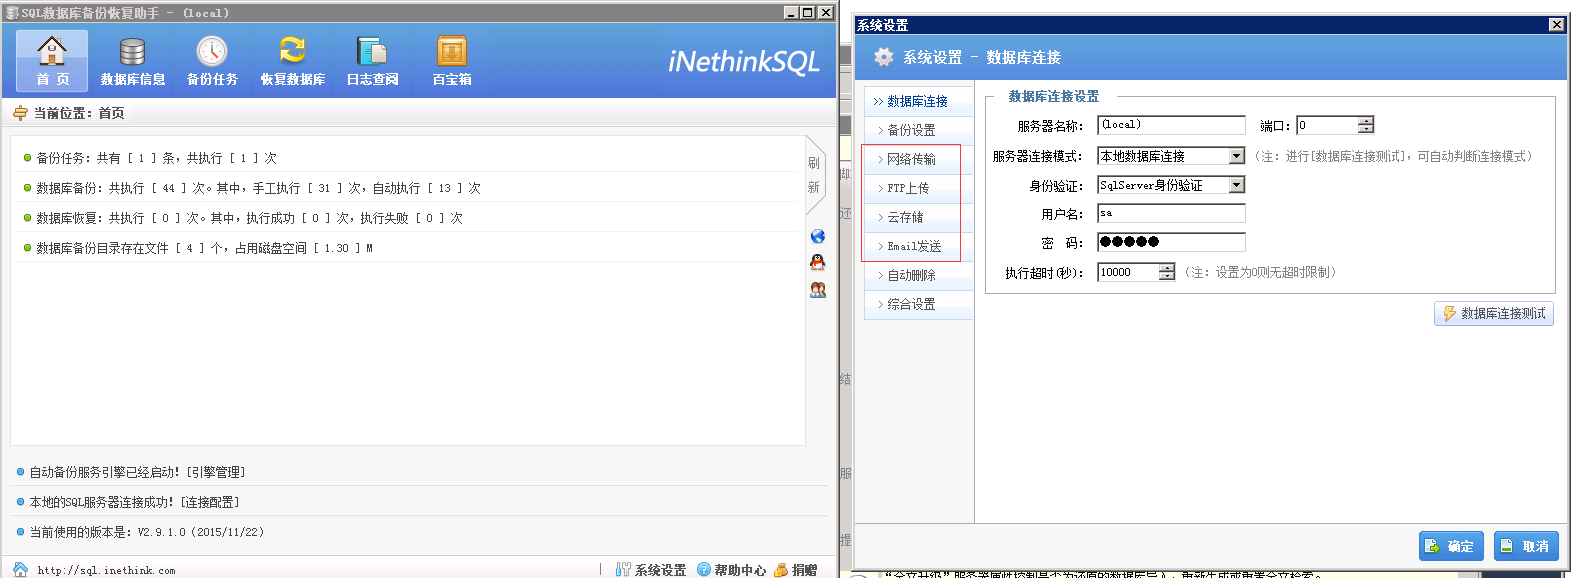 SQL数据库备份恢复助手 - (local)
首 页
数据库信息
备份任务
恢复数据库
日志查阅
百宝箱
iNethinkSQL
当前位置: 首页
备份任务: 共有 [ 1 ] 条, 共执行 [ 1 ] 次
数据库备份: 共执行 [ 44 ] 次。其中, 手工执行 [ 31 ] 次, 自动执行 [ 13 ] 次
数据库恢复: 共执行 [ 0 ] 次。其中, 执行成功 [ 0 ] 次, 执行失败 [ 0 ] 次
数据库备份目录存在文件 [ 4 ] 个, 占用磁盘空间 [ 1.30 ] M
刷
新
自动备份服务引擎已经启动! [引擎管理]
本地的SQL服务器连接成功! [连接配置]
当前使用的版本是: V2.9.1.0 (2015/11/22)
http://sql.inethink.com
系统设置
帮助中心
捐赠
还
结
服
提
系统设置
系统设置 - 数据库连接
>> 数据库连接
> 备份设置
> 网络传输
> FTP上传
> 云存储
> Email发送
> 自动删除
> 综合设置
数据库连接设置
服务器名称: (local) 端口: 0
服务器连接模式: 本地数据库连接 (注: 进行[数据库连接测试], 可自动判断连接模式)
身份验证: SqlServer身份验证
用户名: sa
密 码: ●●●●●
执行超时(秒): 10000 (注: 设置为0则无超时限制)
数据库连接测试
确定
取消